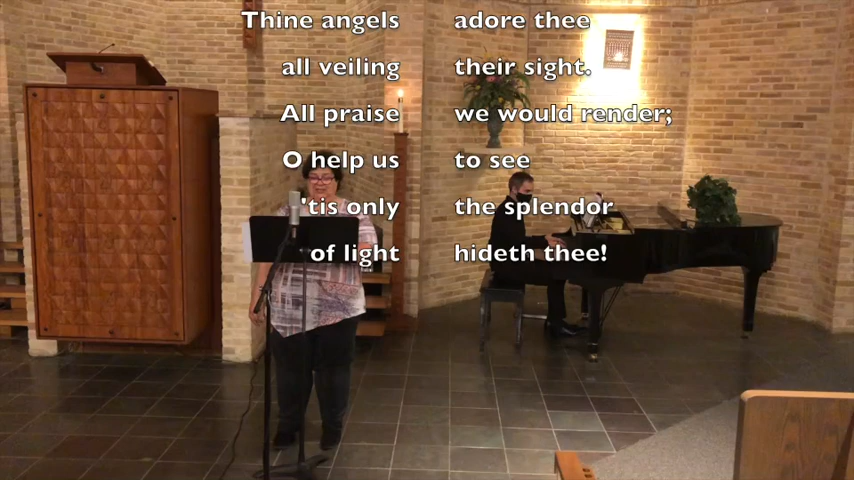 Thine angels adore thee
all veiling their sight.
All praise we would render;
O help us to see
'tis only the splendor
of light hideth thee!